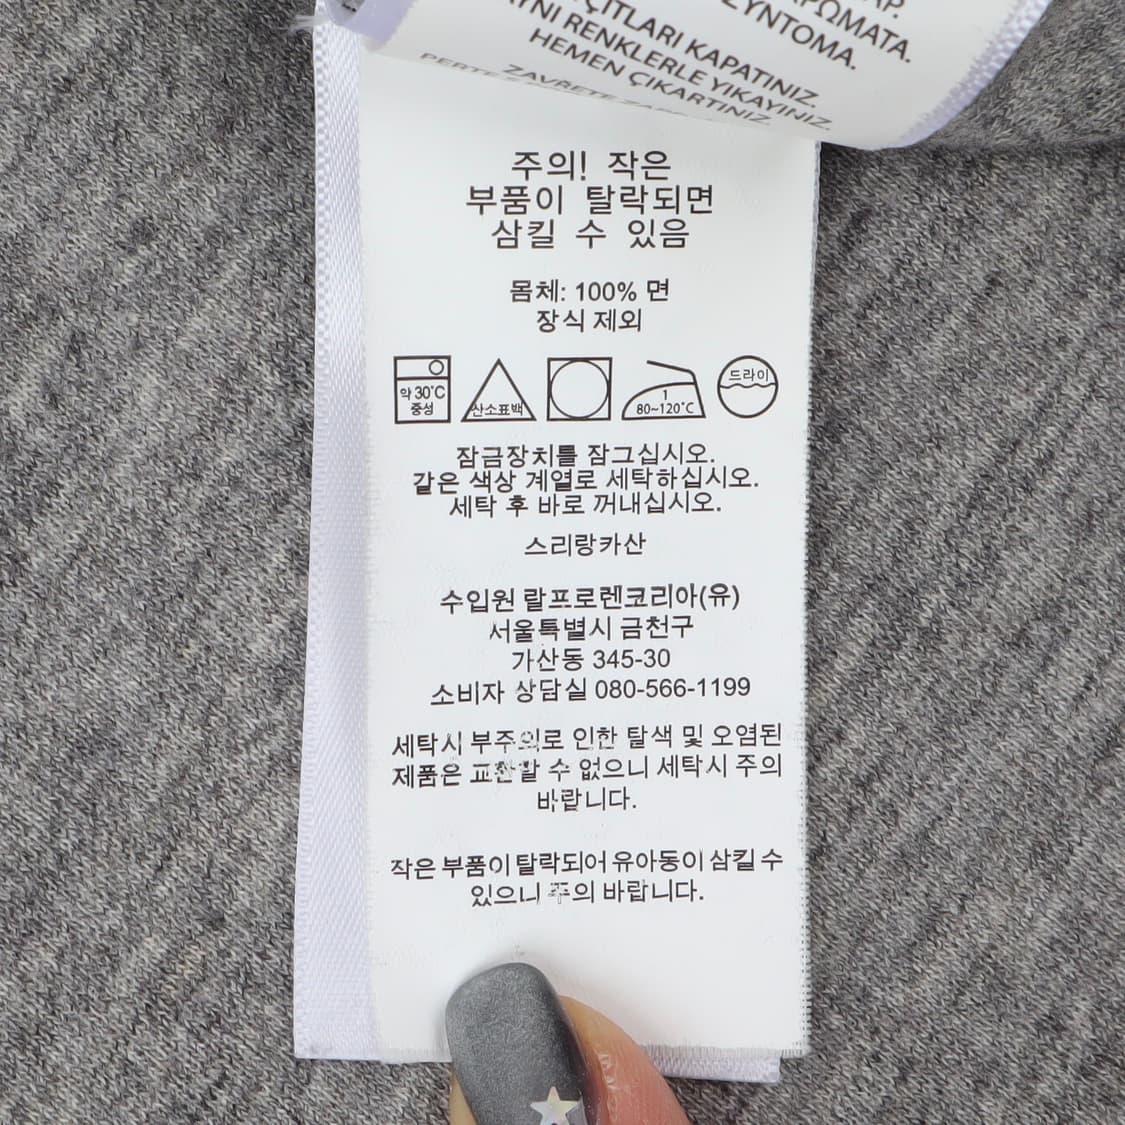 ΑΡΩΜΑΤΑ.
ΖΥΝΤΟΜΑ.
ÇITLARI KAPATINIZ.
AYNI RENKLERLE YIKAYINIZ.
HEMEN ÇIKARTINIZ.
ZAVŘETE
주의! 작은
부품이 탈락되면
삼킬 수 있음
몸체: 100% 면
장식 제외
약 30˚C
중성
산소표백
1
80~120˚C
드라이
잠금장치를 잠그십시오.
같은 색상 계열로 세탁하십시오.
세탁 후 바로 꺼내십시오.
스리랑카산
수입원 랄프로렌코리아(유)
서울특별시 금천구
가산동 345-30
소비자 상담실 080-566-1199
세탁시 부주의로 인한 탈색 및 오염된
제품은 교환할 수 없으니 세탁시 주의
바랍니다.
작은 부품이 탈락되어 유아동이 삼킬 수
있으니 주의 바랍니다.